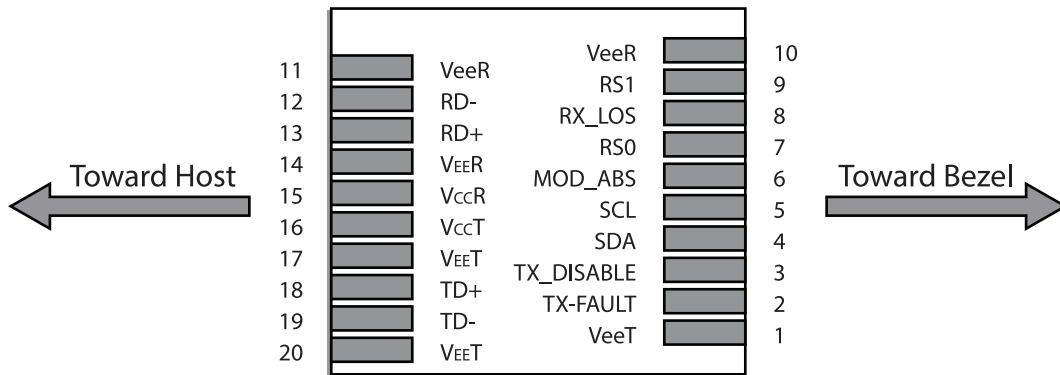 VeeR 10
11 VeeR
RS1 9
12 RD-
RX_LOS 8
13 RD+
RS0 7
14 VEER
MOD_ABS 6
15 VCCR
SCL 5
16 VCCT
SDA 4
17 VEET
TX_DISABLE 3
18 TD+
TX-FAULT 2
19 TD-
VeeT 1
20 VEET
Toward Host
Toward Bezel